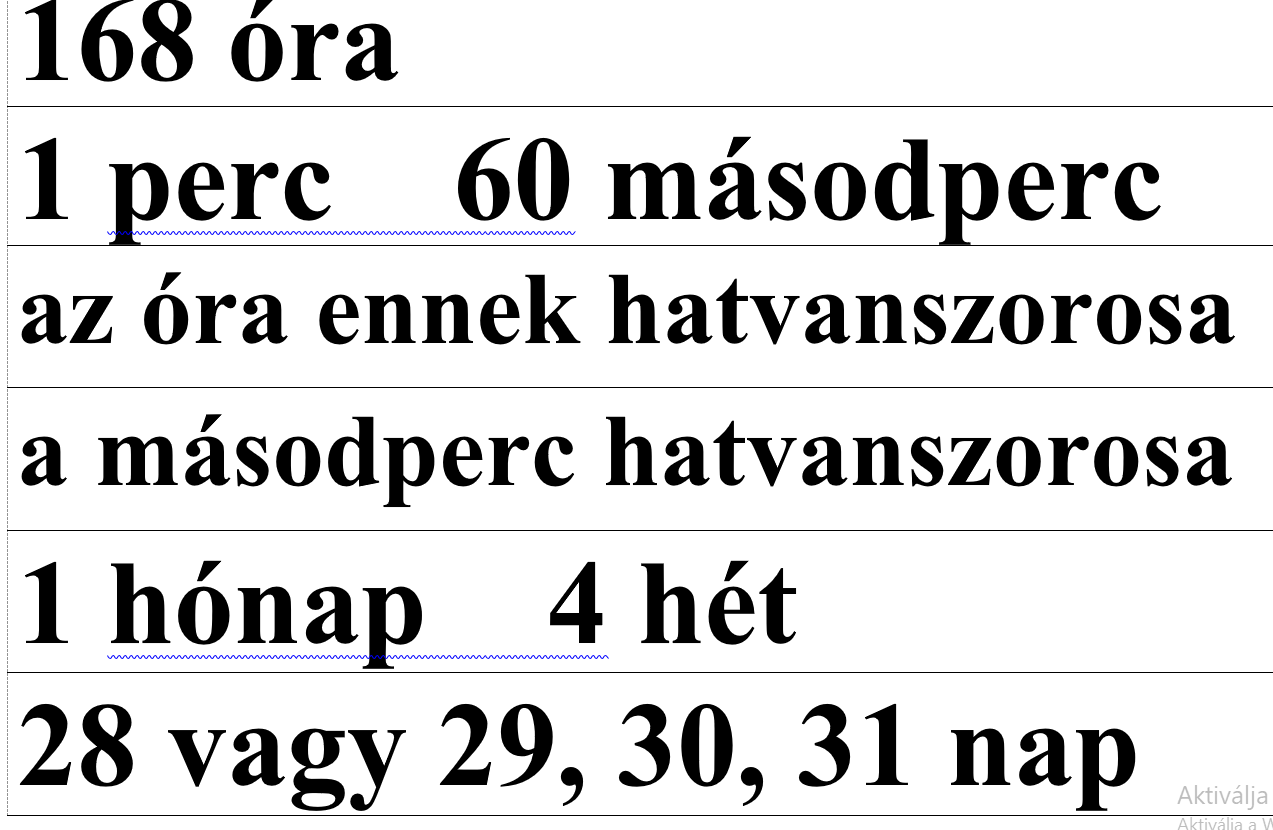 168 óra
1 perc 60 másodperc
az óra ennek hatvanszorosa
a másodperc hatvanszorosa
1 hónap 4 hét
28 vagy 29, 30, 31 nap
Aktiválja
Aktiválja a W